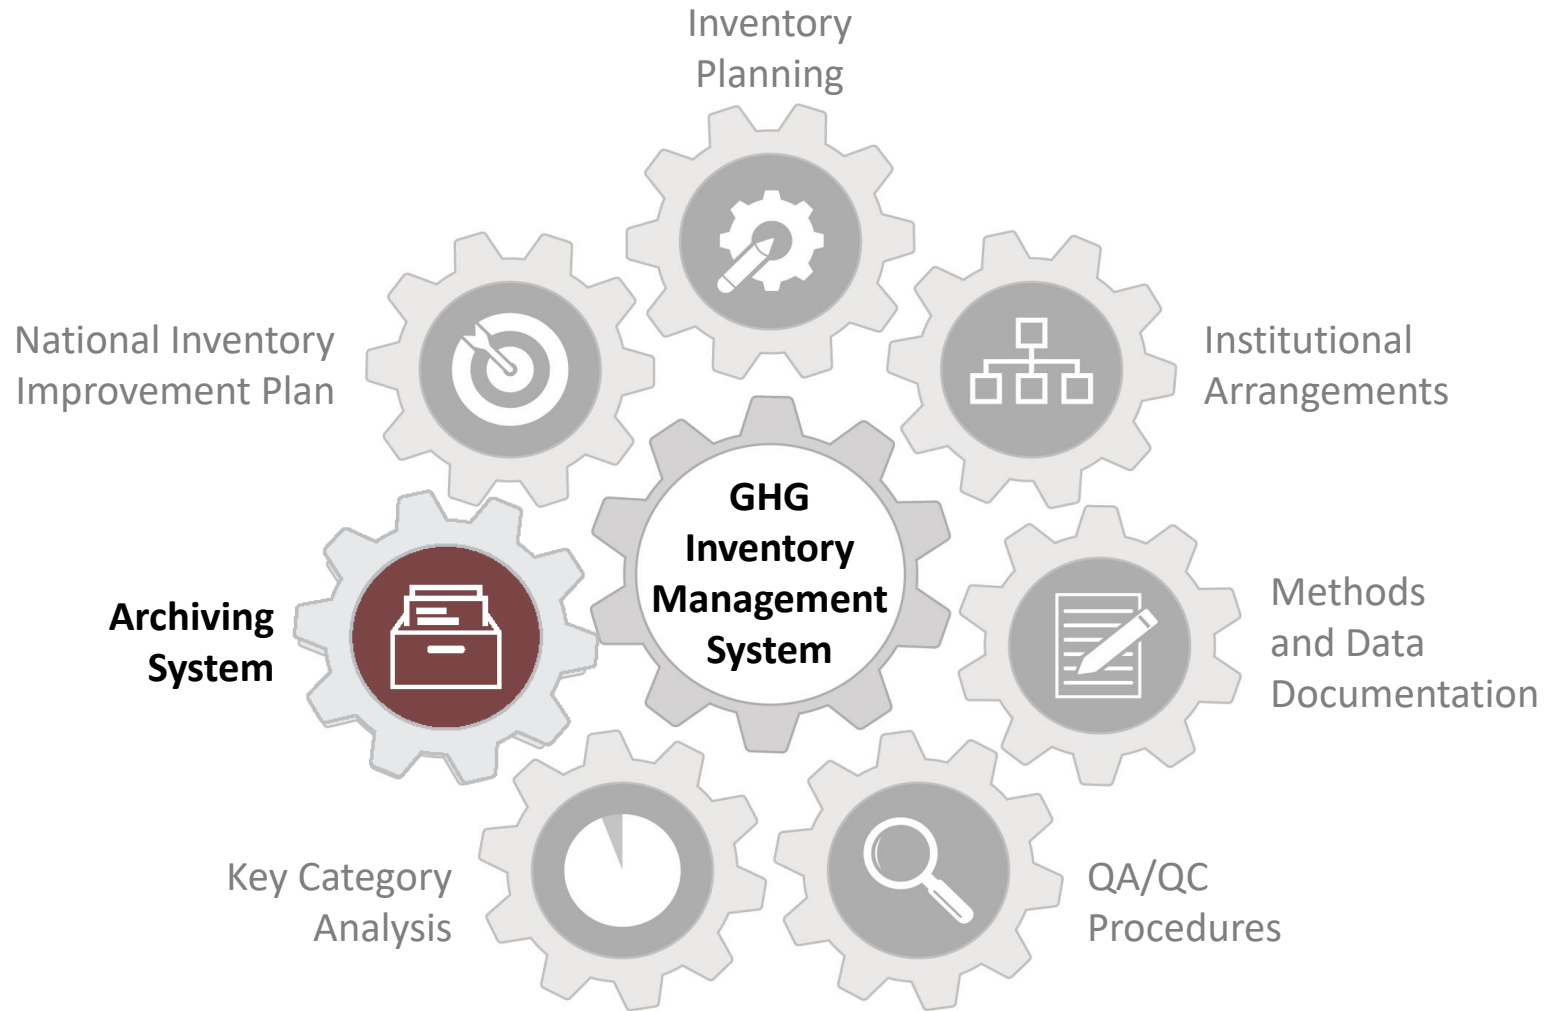 Inventory
Planning
National Inventory
Improvement Plan
Institutional
Arrangements
GHG
Inventory
Management
System
Archiving
System
Methods
and Data
Documentation
Key Category
Analysis
QA/QC
Procedures